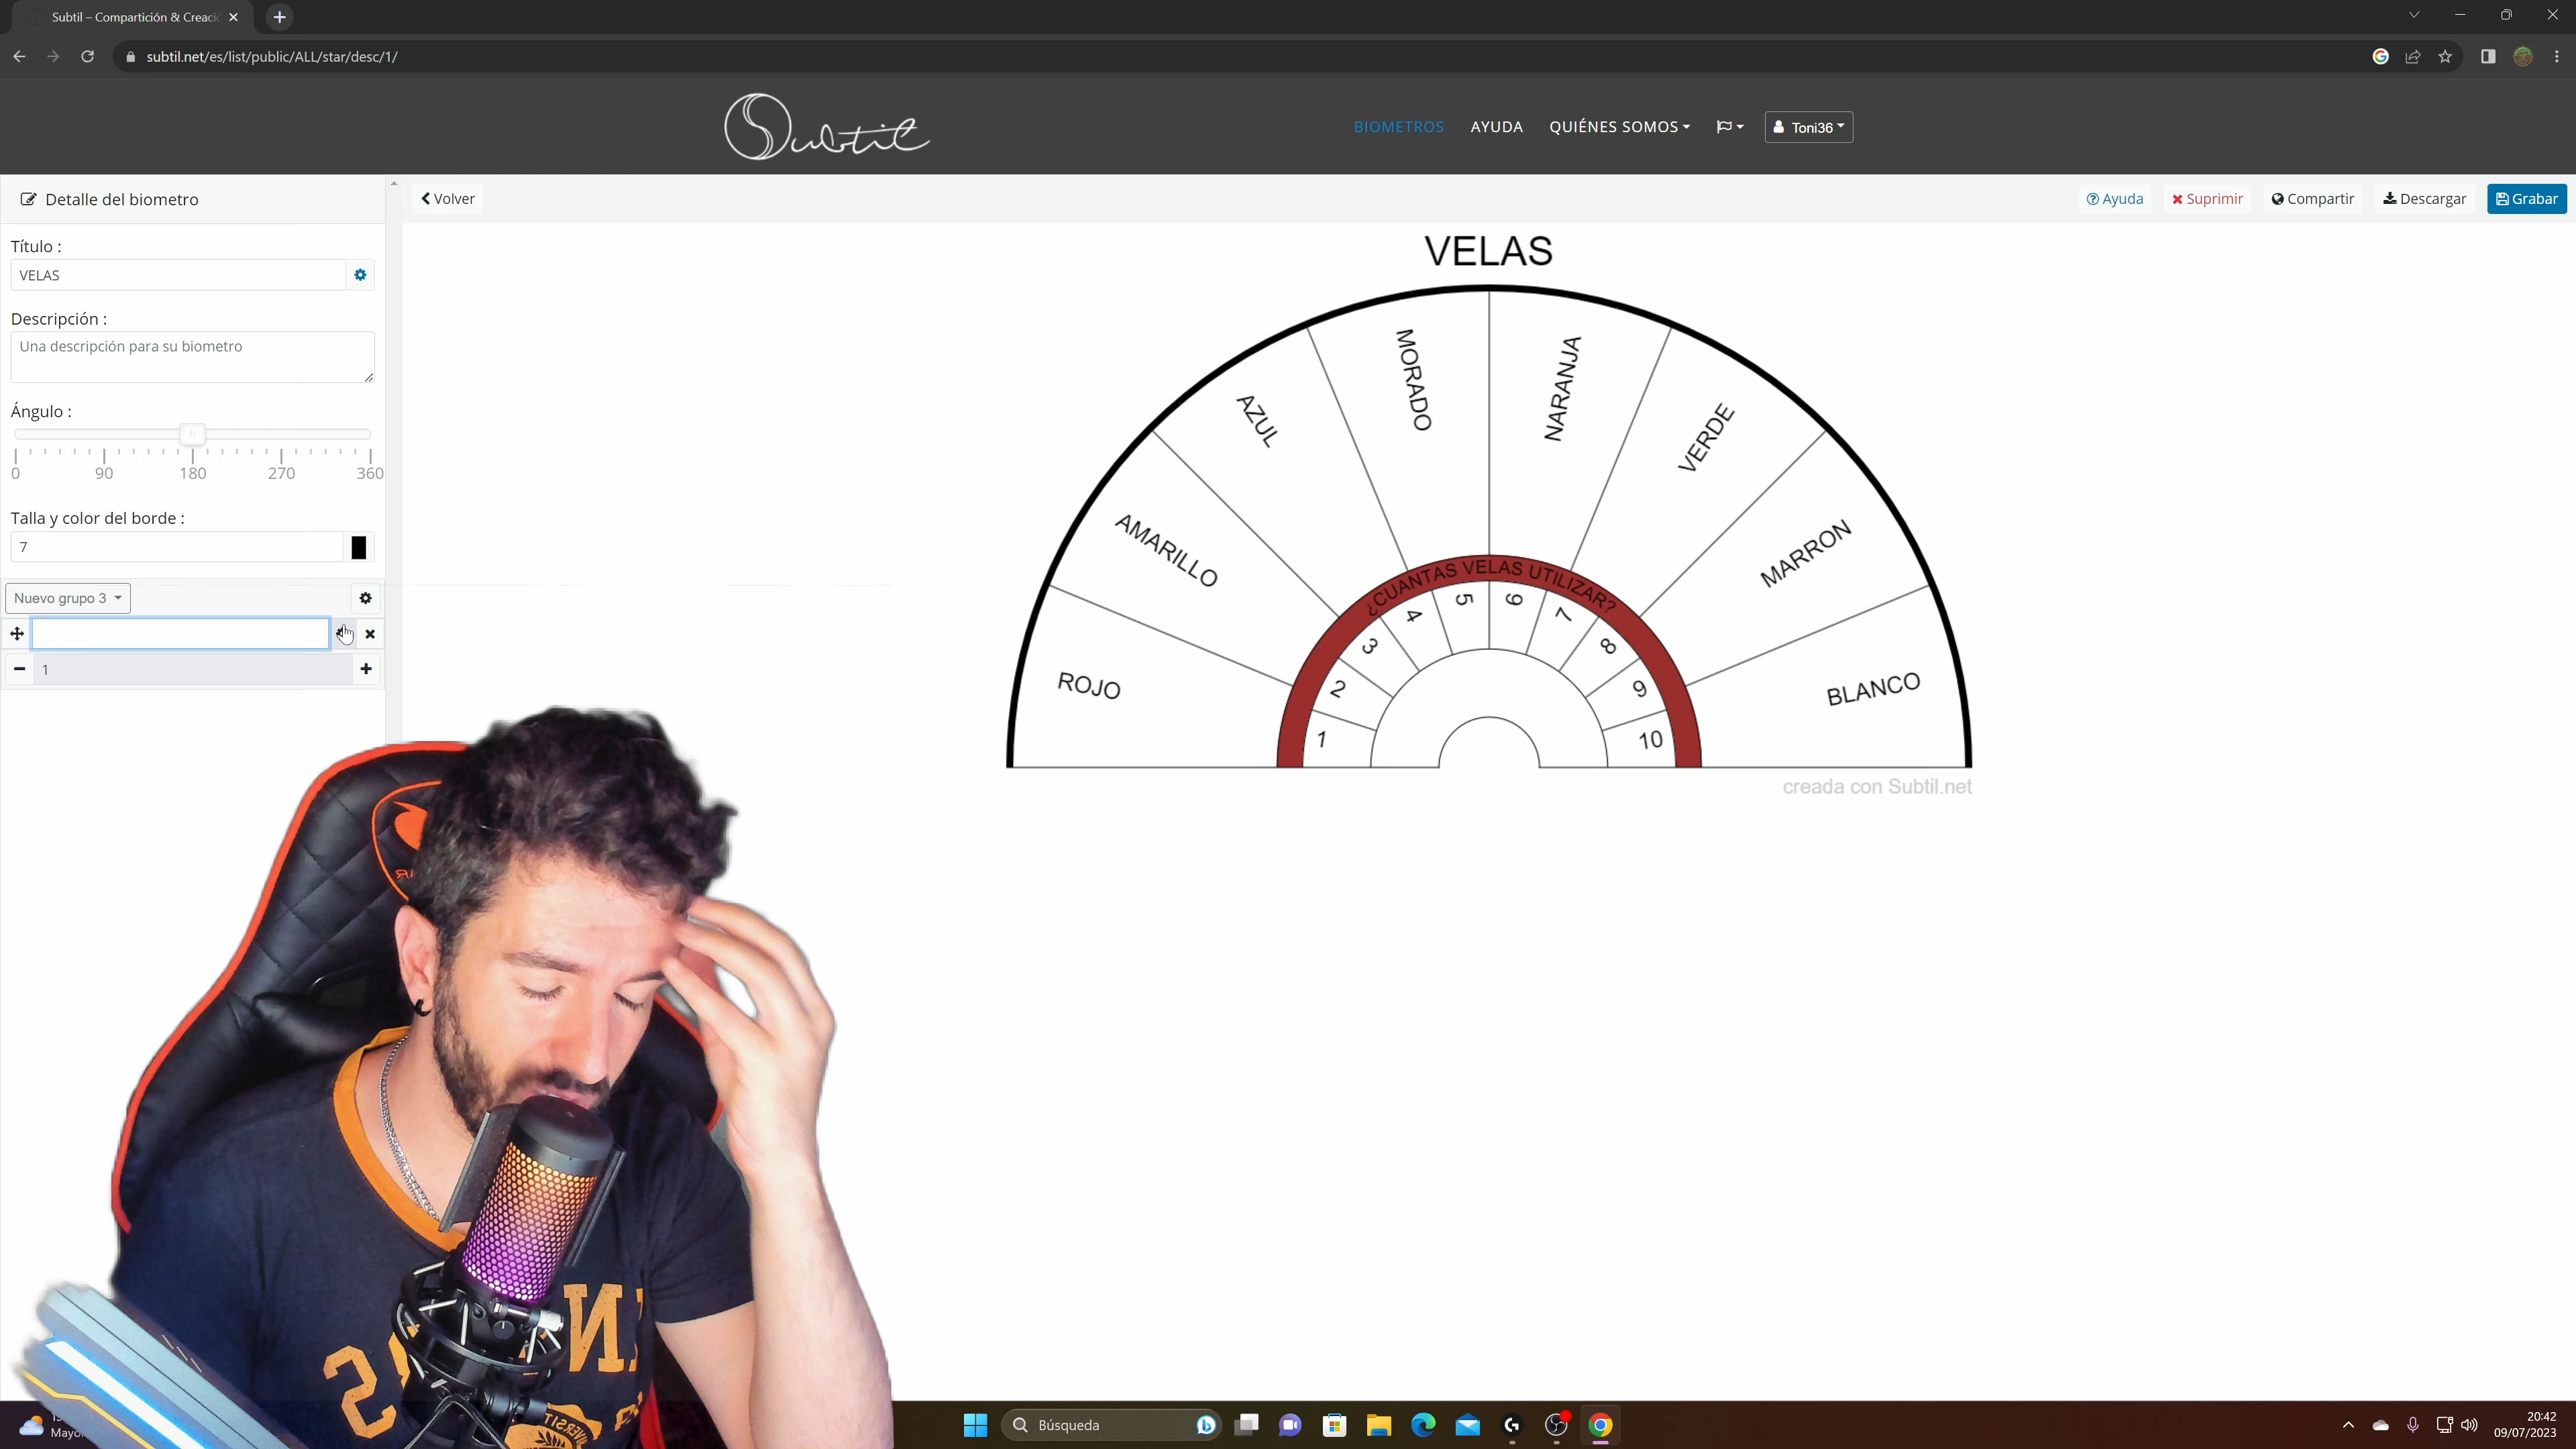 Subtil – Compartición & Creació
subtil.net/es/list/public/ALL/star/desc/1/
Subtil
BIOMETROS
AYUDA
QUIÉNES SOMOS
Toni36
Detalle del biometro
Volver
Ayuda
Suprimir
Compartir
Descargar
Grabar
Título :
VELAS
Descripción :
Una descripción para su biometro
Ángulo :
0 90 180 270 360
Talla y color del borde :
7
Nuevo grupo 3
1
VELAS
ROJO
AMARILLO
AZUL
MORADO
NARANJA
VERDE
MARRON
BLANCO
¿CUANTAS VELAS UTILIZAR?
1
2
3
4
5
6
7
8
9
10
creada con Subtil.net
Búsqueda
20:42
09/07/2023